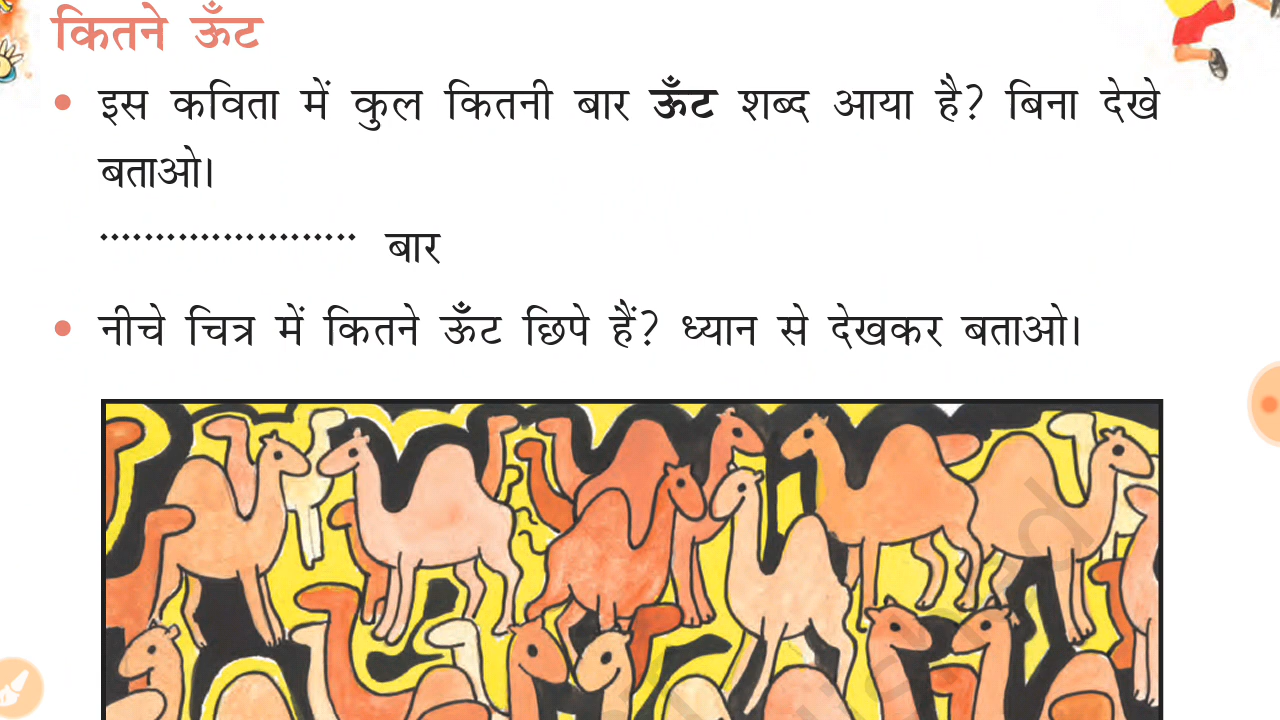 कितने ऊँट
• इस कविता में कुल कितनी बार ऊँट शब्द आया है? बिना देखे
बताओ।
....................... बार
• नीचे चित्र में कितने ऊँट छिपे हैं? ध्यान से देखकर बताओ।